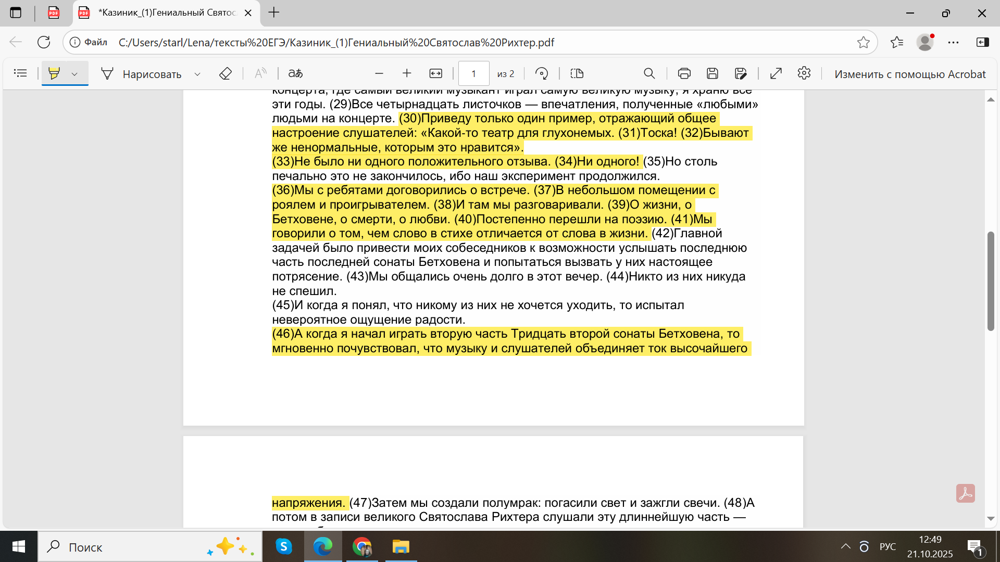 *Казиник_(1)Гениальный Святос
Файл C:/Users/starl/Lena/тексты%20ЕГЭ/Казиник_(1)Гениальный%20Святослав%20Рихтер.pdf
Нарисовать aあ 1 из 2 Изменить с помощью Acrobat
концерта, где самый великий музыкант играл самую великую музыку, я храню все
эти годы. (29)Все четырнадцать листочков — впечатления, полученные «любыми»
людьми на концерте. (30)Приведу только один пример, отражающий общее
настроение слушателей: «Какой-то театр для глухонемых. (31)Тоска! (32)Бывают
же ненормальные, которым это нравится».
(33)Не было ни одного положительного отзыва. (34)Ни одного! (35)Но столь
печально это не закончилось, ибо наш эксперимент продолжился.
(36)Мы с ребятами договорились о встрече. (37)В небольшом помещении с
роялем и проигрывателем. (38)И там мы разговаривали. (39)О жизни, о
Бетховене, о смерти, о любви. (40)Постепенно перешли на поэзию. (41)Мы
говорили о том, чем слово в стихе отличается от слова в жизни. (42)Главной
задачей было привести моих собеседников к возможности услышать последнюю
часть последней сонаты Бетховена и попытаться вызвать у них настоящее
потрясение. (43)Мы общались очень долго в этот вечер. (44)Никто из них никуда
не спешил.
(45)И когда я понял, что никому из них не хочется уходить, то испытал
невероятное ощущение радости.
(46)А когда я начал играть вторую часть Тридцать второй сонаты Бетховена, то
мгновенно почувствовал, что музыку и слушателей объединяет ток высочайшего
напряжения. (47)Затем мы создали полумрак: погасили свет и зажгли свечи. (48)А
потом в записи великого Святослава Рихтера слушали эту длиннейшую часть —
Поиск
РУС
12:49
21.10.2025
1